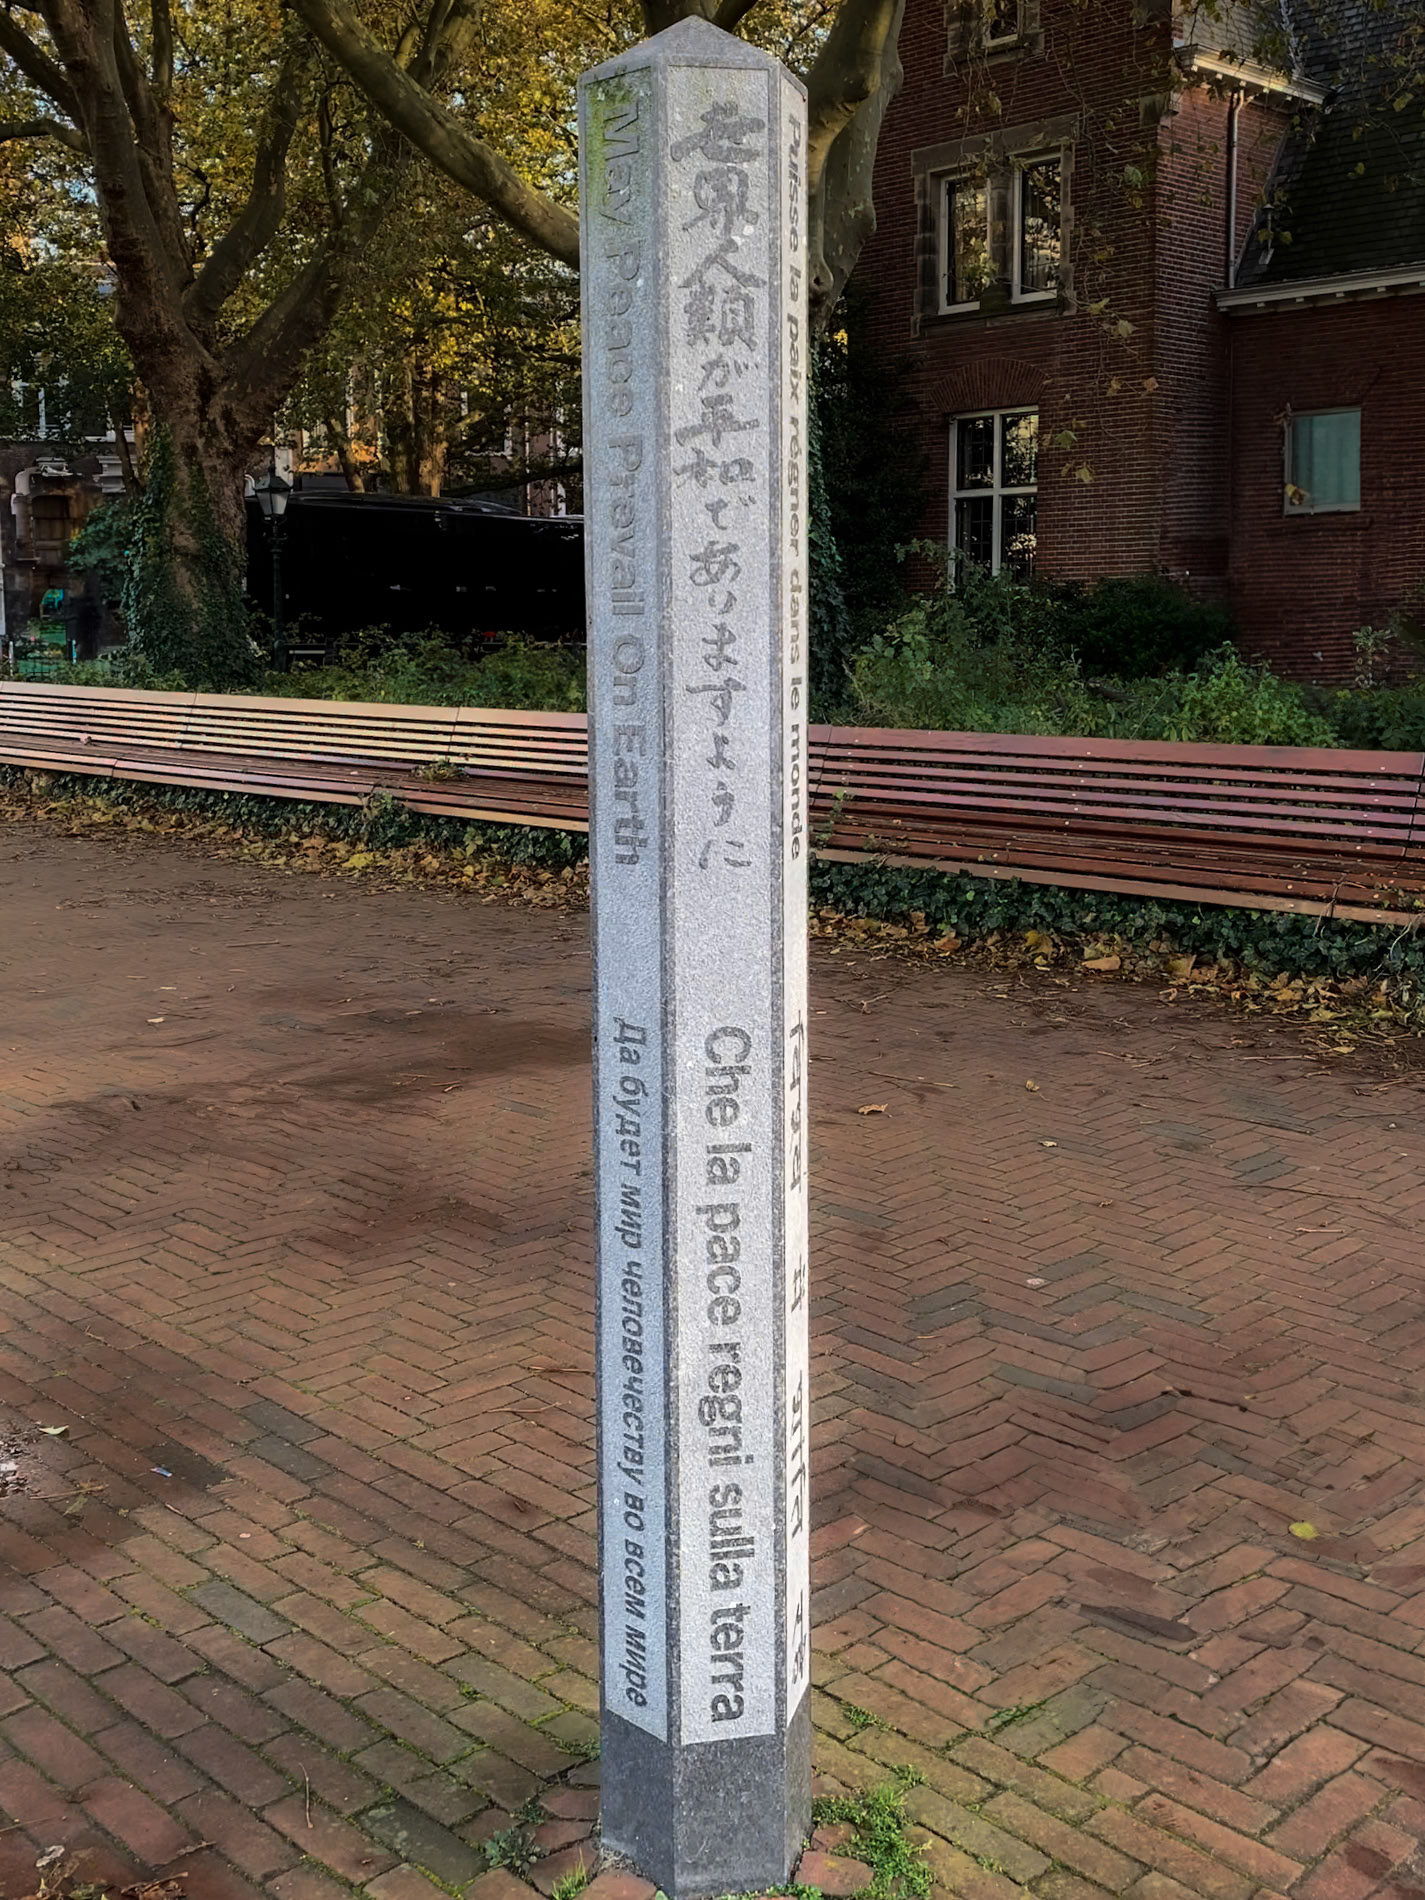 May Peace Prevail On Earth
Да будет мир человечеству во всем мире
世界人類が平和でありますように
Che la pace regni sulla terra
Puisse la paix régner dans le monde